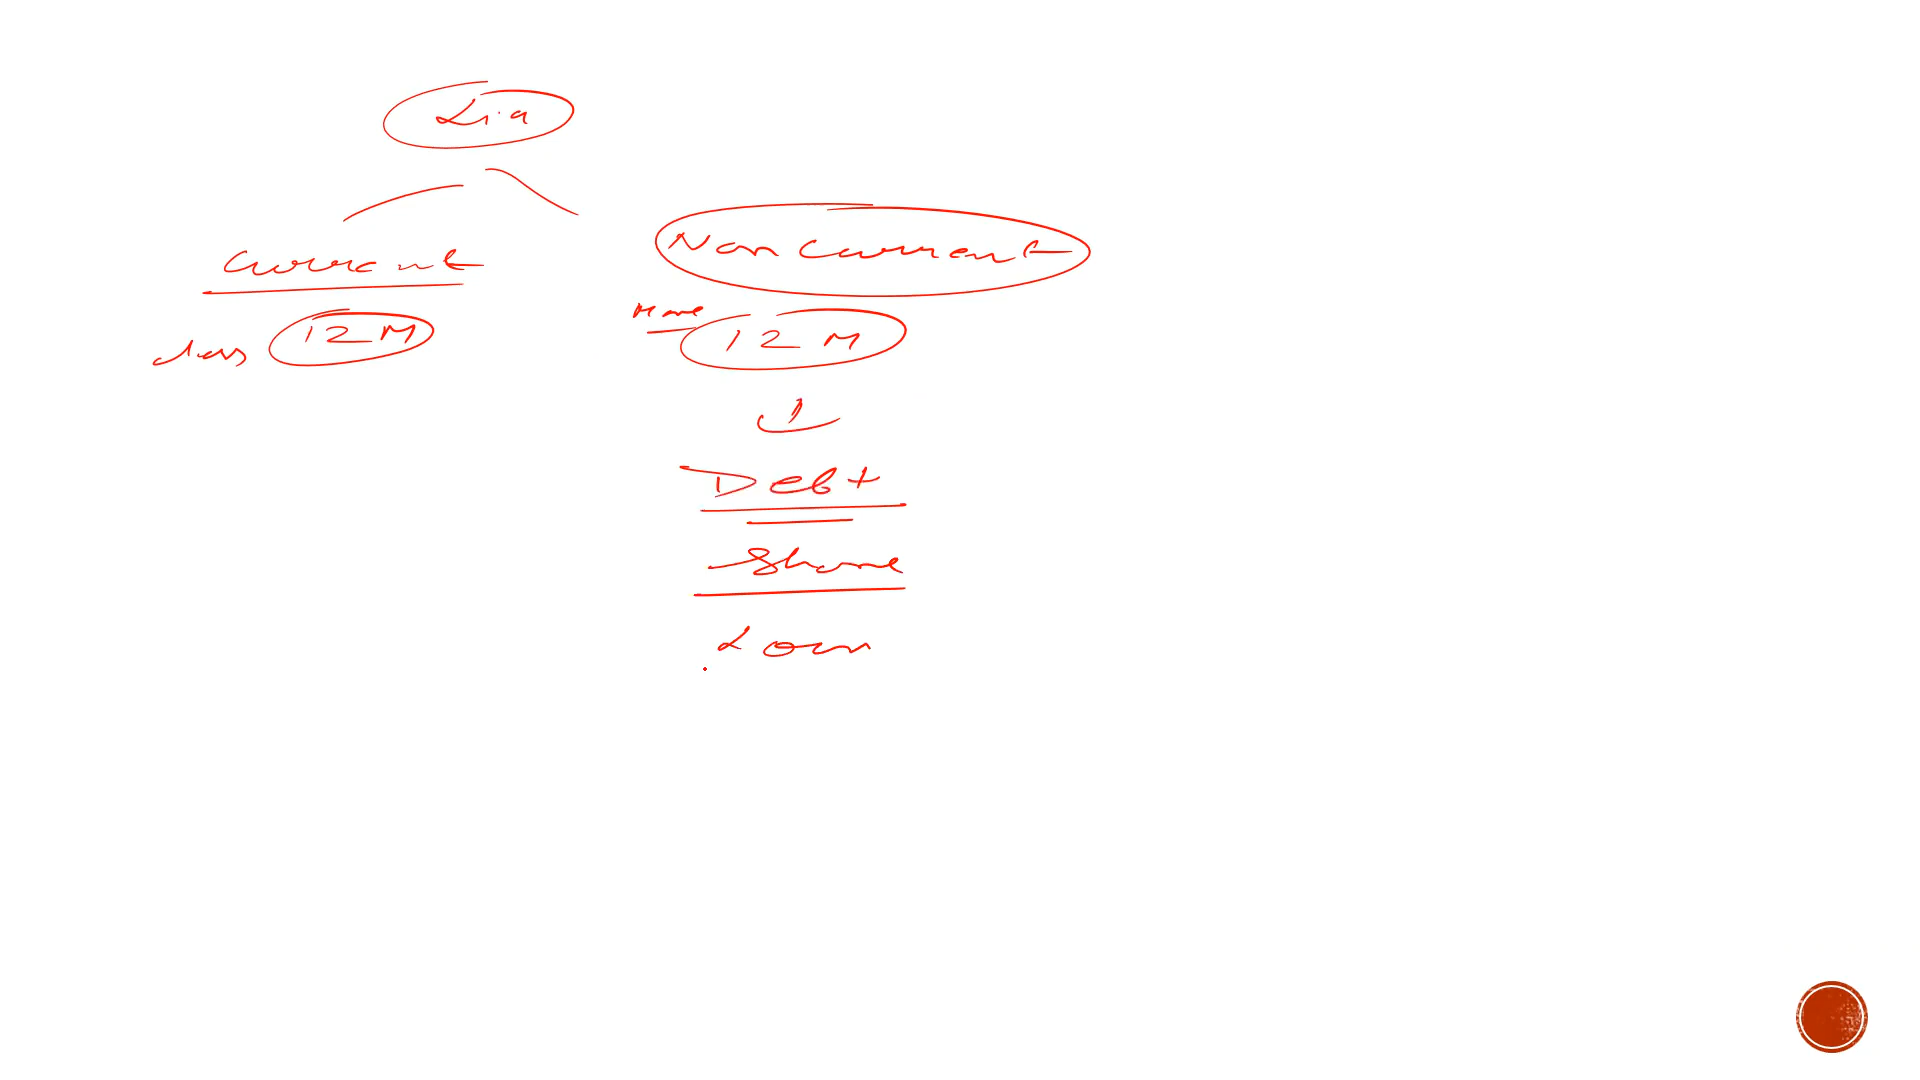 Lia
Current
Non Current
less 12 M
More 12 M
Debt
Share
Loan